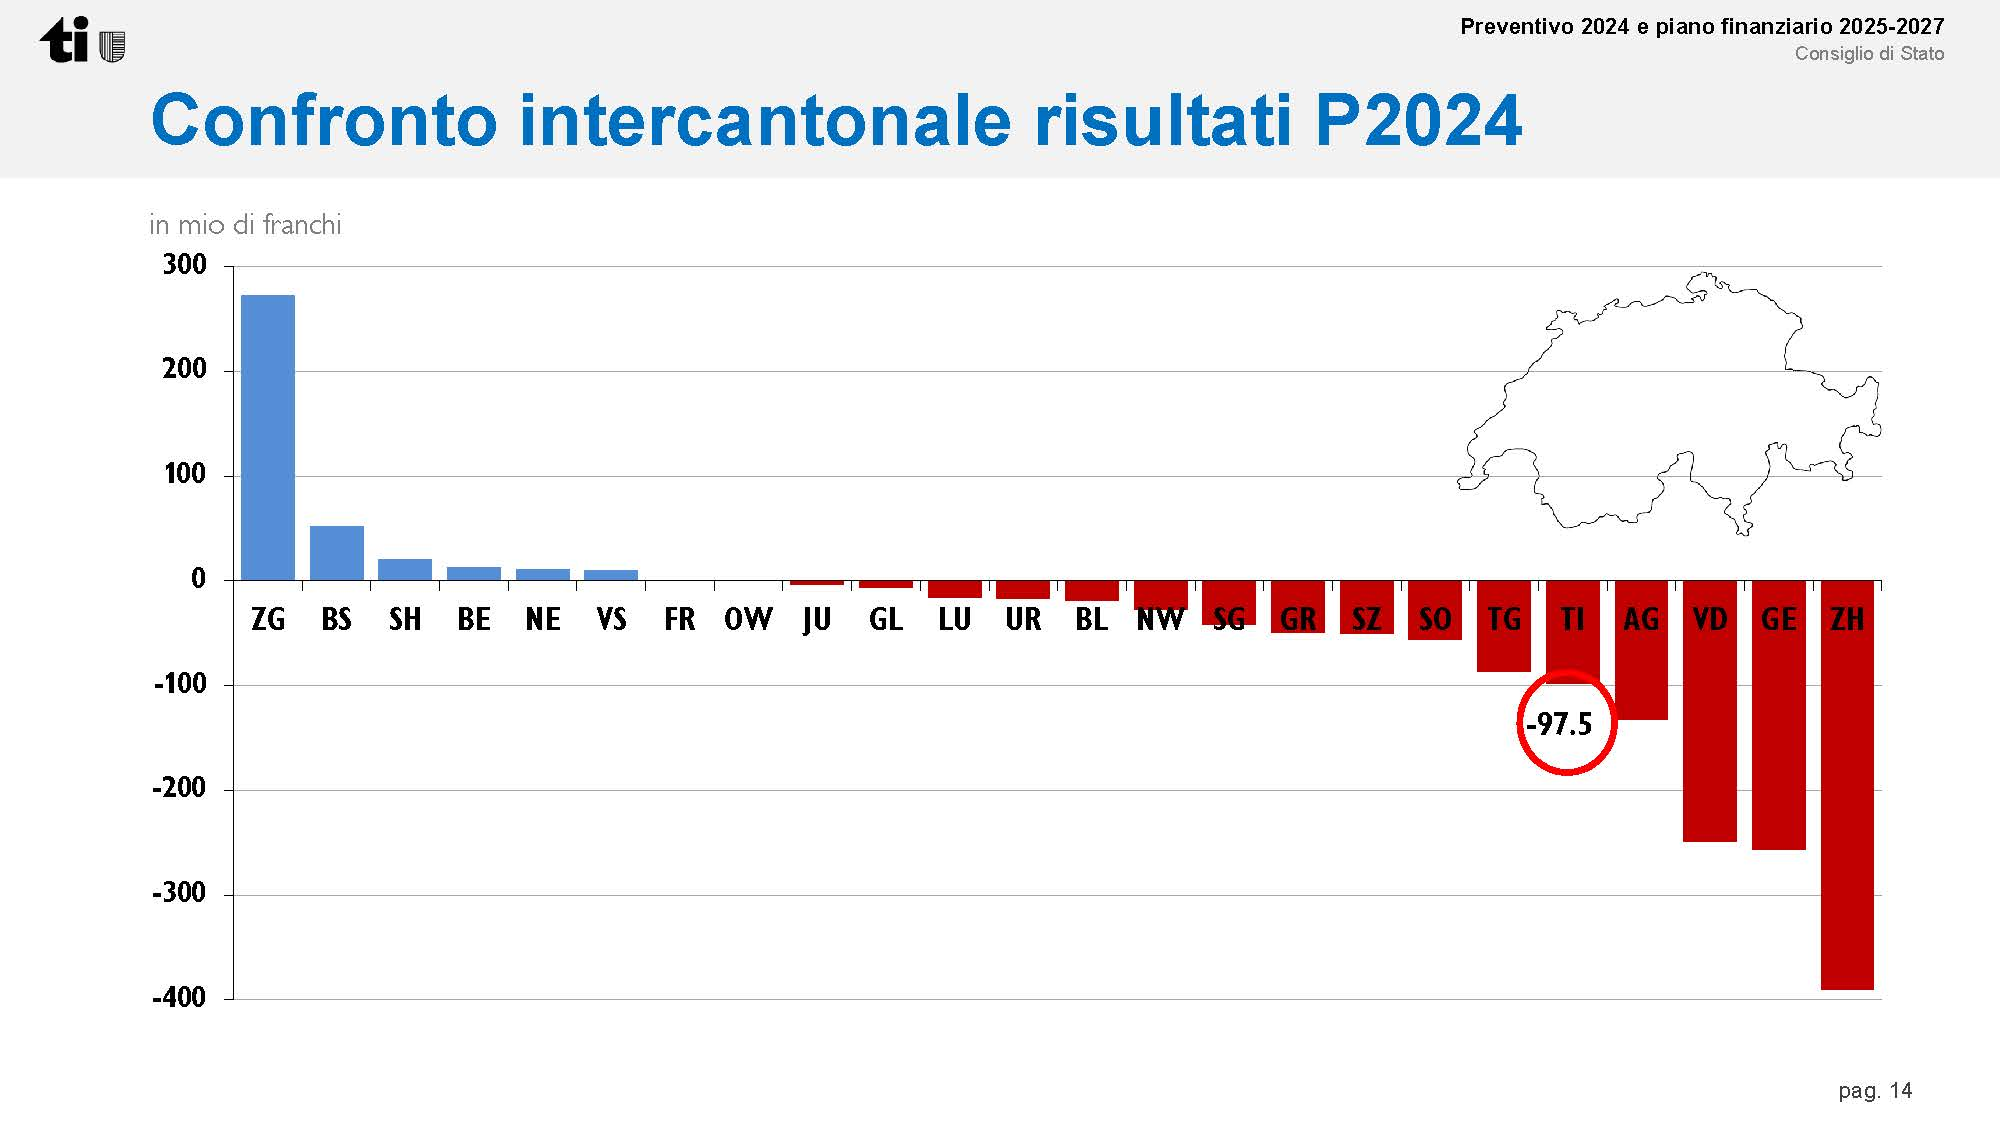 ti
Preventivo 2024 e piano finanziario 2025-2027
Consiglio di Stato
Confronto intercantonale risultati P2024
in mio di franchi
300
200
100
0
ZG BS SH BE NE VS FR OW JU GL LU UR BL NW SG GR SZ SO TG TI AG VD GE ZH
-100
-97.5
-200
-300
-400
pag. 14